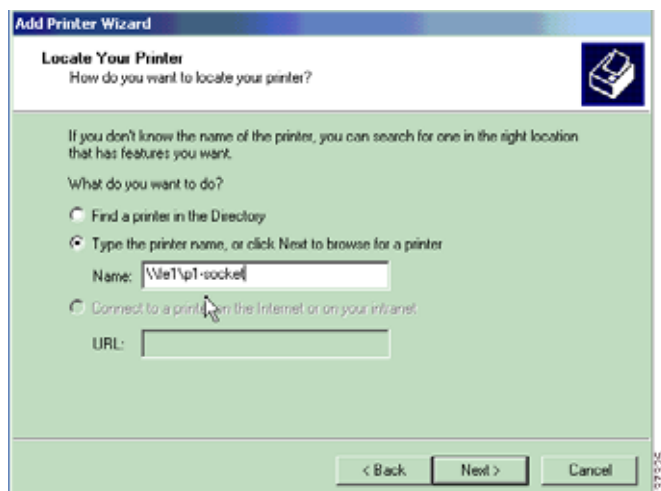 Add Printer Wizard
Locate Your Printer
How do you want to locate your printer?
If you don't know the name of the printer, you can search for one in the right location
that has features you want.
What do you want to do?
Find a printer in the Directory
Type the printer name, or click Next to browse for a printer
Name: \\fe1\p1-socket
Connect to a printer on the Internet or on your intranet
URL:
< Back
Next >
Cancel